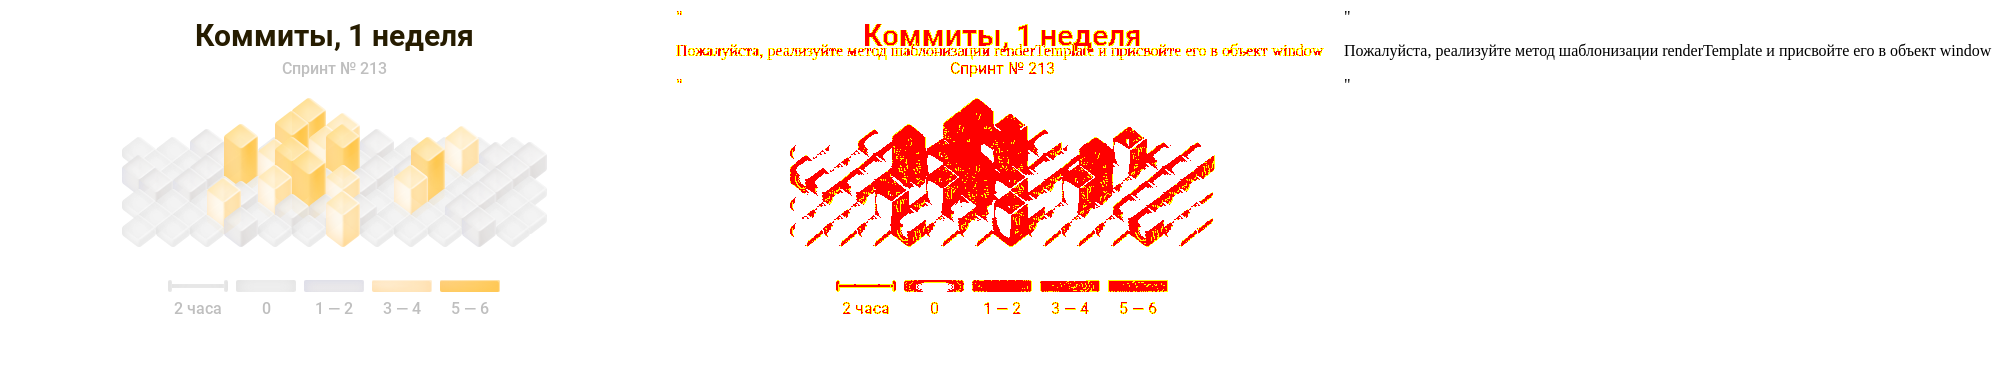 Коммиты, 1 неделя
Спринт № 213
2 часа
0
1 — 2
3 — 4
5 — 6
"
Коммиты, 1 неделя
Пожалуйста, реализуйте метод шаблонизации renderTemplate и присвойте его в объект window
Спринт № 213
"
2 часа
0
1 — 2
3 — 4
5 — 6
"
Пожалуйста, реализуйте метод шаблонизации renderTemplate и присвойте его в объект window
"